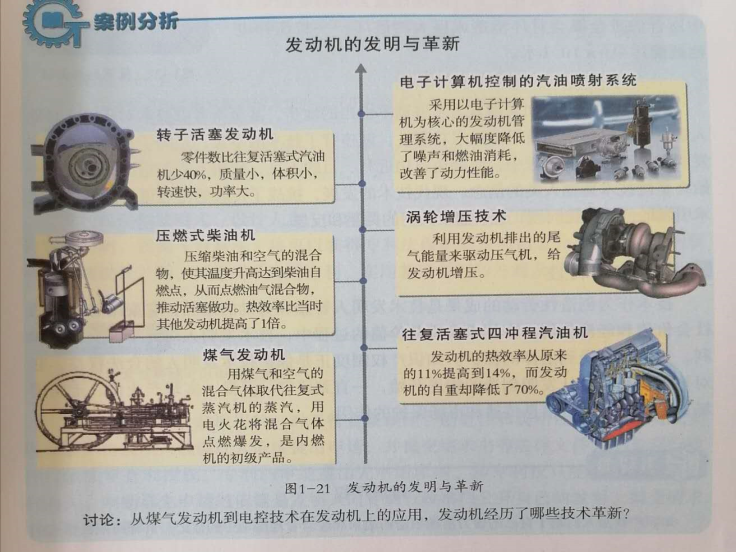 案例分析
发动机的发明与革新
电子计算机控制的汽油喷射系统
采用以电子计算
机为核心的发动机管
理系统，大幅度降低
了噪声和燃油消耗，
改善了动力性能。
转子活塞发动机
零件数比往复活塞式汽油
机少40%，质量小，体积小，
转速快，功率大。
涡轮增压技术
利用发动机排出的尾
气能量来驱动压气机，给
发动机增压。
压燃式柴油机
压缩柴油和空气的混合
物，使其温度升高达到柴油自
燃点，从而点燃油气混合物，
推动活塞做功。热效率比当时
其他发动机提高了1倍。
往复活塞式四冲程汽油机
发动机的热效率从原来
的11%提高到14%，而发动
机的自重却降低了70%。
煤气发动机
用煤气和空气的
混合气体取代往复式
蒸汽机的蒸汽，用
电火花将混合气体
点燃爆发，是内燃
机的初级产品。
图1-21 发动机的发明与革新
讨论：从煤气发动机到电控技术在发动机上的应用，发动机经历了哪些技术革新？